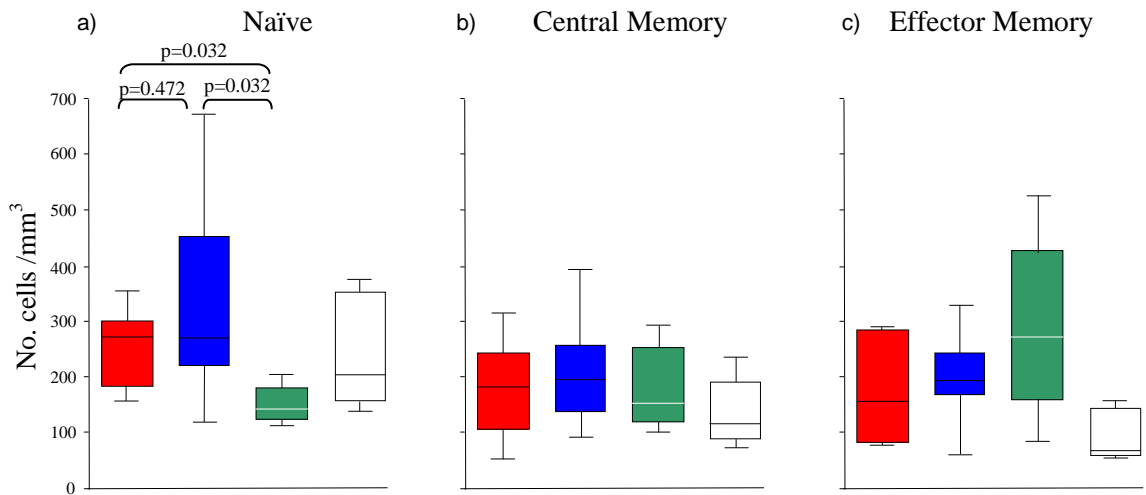 a) Naïve
b) Central Memory
c) Effector Memory
p=0.032
p=0.472
p=0.032
No. cells /mm³
700
600
500
400
300
200
100
0